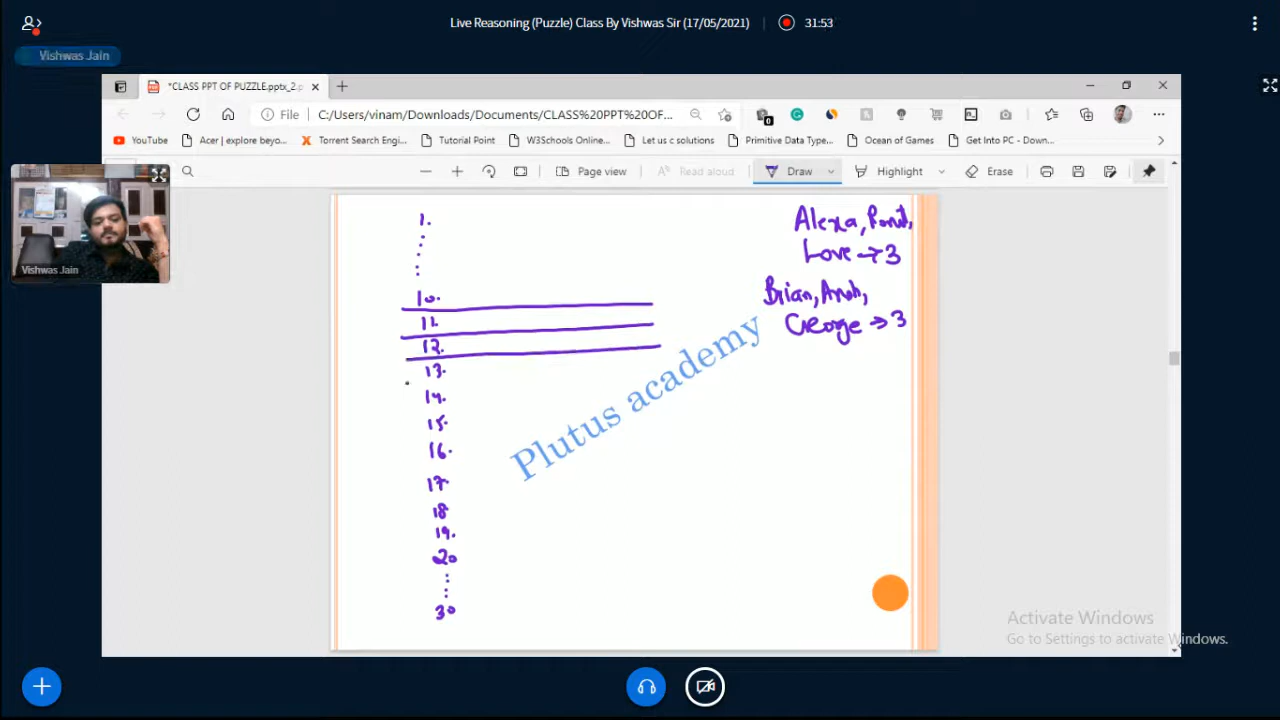 Live Reasoning (Puzzle) Class By Vishwas Sir (17/05/2021)
31:53
Vishwas Jain
*CLASS PPT OF PUZZLE.pptx_2.p
File
C:/Users/vinam/Downloads/Documents/CLASS%20PPT%20OF...
YouTube
Acer | explore beyo...
Torrent Search Engi...
Tutorial Point
W3Schools Online...
Let us c solutions
Primitive Data Type...
Ocean of Games
Get Into PC - Down...
Page view
Read aloud
Draw
Highlight
Erase
Vishwas Jain
1.
10.
11.
12.
13.
14.
15.
16.
17.
18
19.
20
30
Alexa,
Love → 3
Brian,
George → 3
Plutus academy
Activate Windows
Go to Settings to activate Windows.